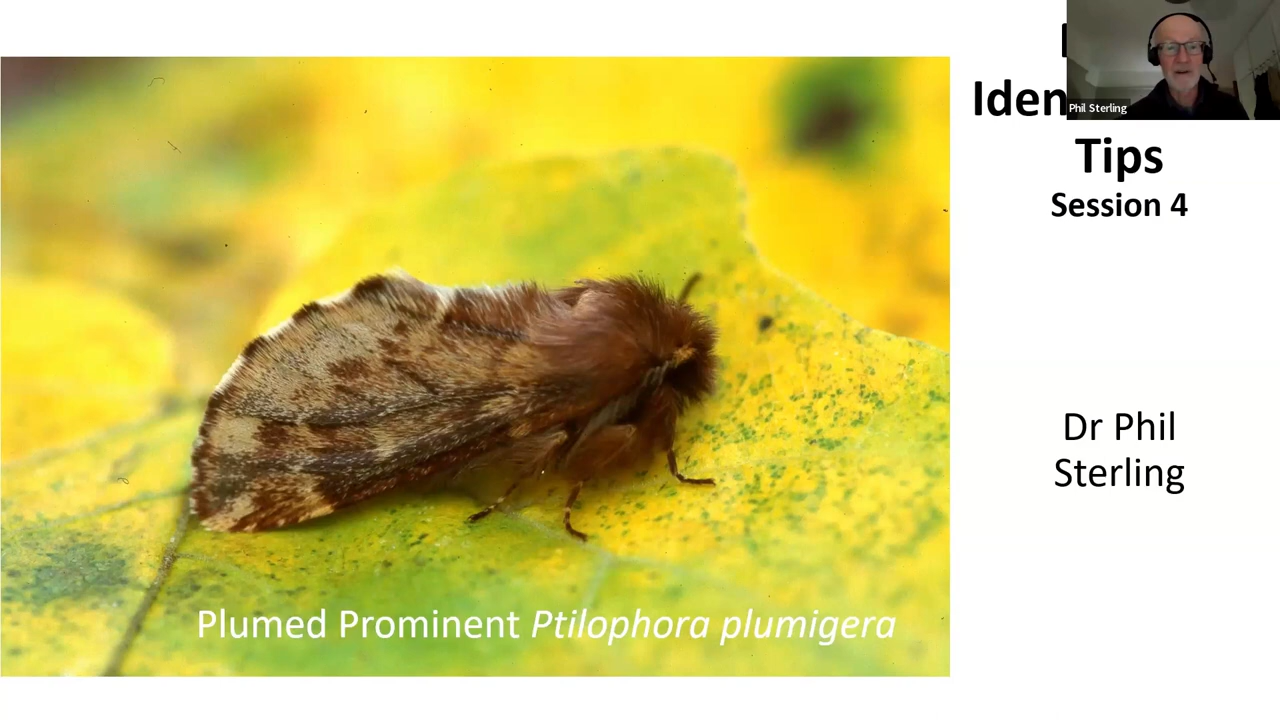 Phil Sterling
Iden
Tips
Session 4
Dr Phil
Sterling
Plumed Prominent Ptilophora plumigera